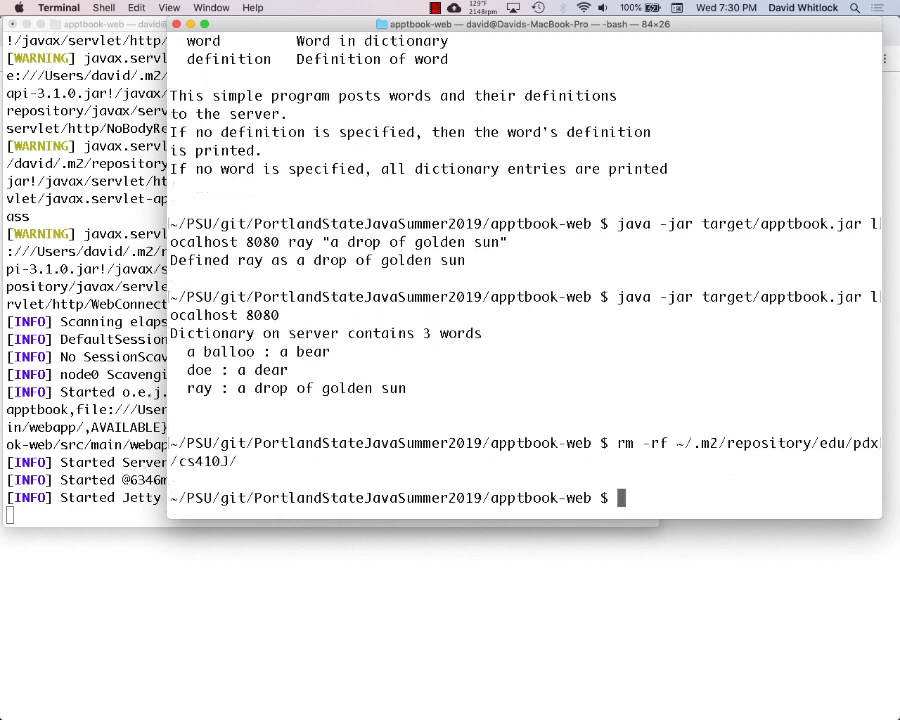 Terminal Shell Edit View Window Help 129°F 2148rpm 100% Wed 7:30 PM David Whitlock
apptbook-web — david@
!/javax/servlet/http/
[WARNING] javax.servl
e:///Users/david/.m2/
api-3.1.0.jar!/javax/
repository/javax/serv
servlet/http/NoBodyRe
[WARNING] javax.servl
/david/.m2/repository
jar!/javax/servlet/ht
vlet/javax.servlet-ap
ass
[WARNING] javax.servl
:///Users/david/.m2/r
pi-3.1.0.jar!/javax/s
pository/javax/servle
rvlet/http/WebConnect
[INFO] Scanning elaps
[INFO] DefaultSession
[INFO] No SessionScav
[INFO] node0 Scavengi
[INFO] Started o.e.j.
apptbook,file:///User
in/webapp/,AVAILABLE}
ok-web/src/main/webap
[INFO] Started Server
[INFO] Started @6346m
[INFO] Started Jetty
apptbook-web — david@Davids-MacBook-Pro — -bash — 84×26
word Word in dictionary
definition Definition of word
This simple program posts words and their definitions
to the server.
If no definition is specified, then the word's definition
is printed.
If no word is specified, all dictionary entries are printed
~/PSU/git/PortlandStateJavaSummer2019/apptbook-web $ java -jar target/apptbook.jar l
ocalhost 8080 ray "a drop of golden sun"
Defined ray as a drop of golden sun
~/PSU/git/PortlandStateJavaSummer2019/apptbook-web $ java -jar target/apptbook.jar l
ocalhost 8080
Dictionary on server contains 3 words
a balloo : a bear
doe : a dear
ray : a drop of golden sun
~/PSU/git/PortlandStateJavaSummer2019/apptbook-web $ rm -rf ~/.m2/repository/edu/pdx
/cs410J/
~/PSU/git/PortlandStateJavaSummer2019/apptbook-web $